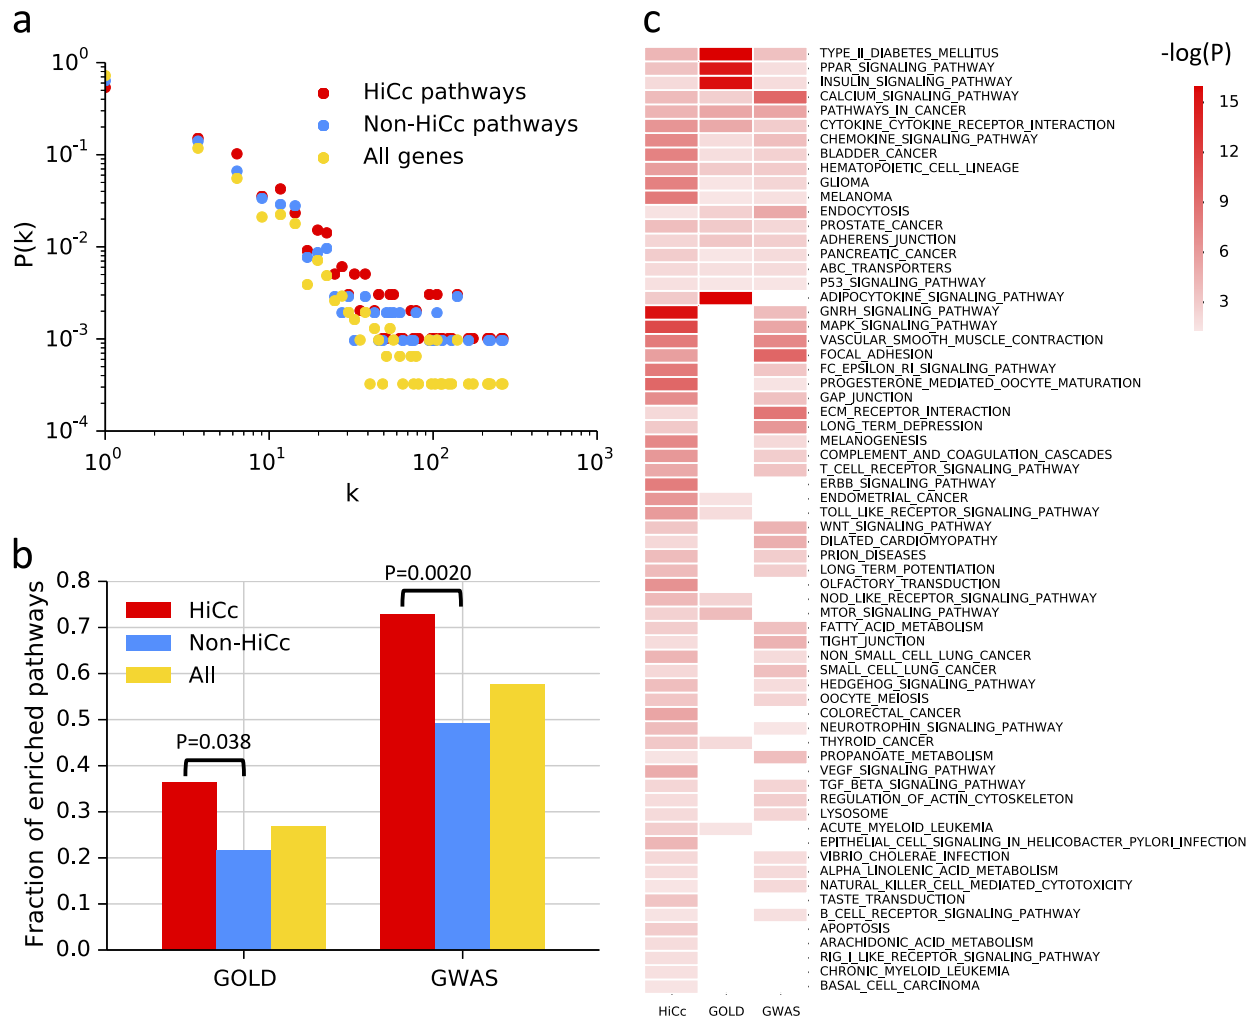 a
10^0
10^-1
10^-2
10^-3
10^-4
P(k)
10^0
10^1
10^2
10^3
k
HiCc pathways
Non-HiCc pathways
All genes
b
0.8
0.7
0.6
0.5
0.4
0.3
0.2
0.1
0.0
Fraction of enriched pathways
HiCc
Non-HiCc
All
P=0.038
P=0.0020
GOLD
GWAS
c
TYPE_II_DIABETES_MELLITUS
PPAR_SIGNALING_PATHWAY
INSULIN_SIGNALING_PATHWAY
CALCIUM_SIGNALING_PATHWAY
PATHWAYS_IN_CANCER
CYTOKINE_CYTOKINE_RECEPTOR_INTERACTION
CHEMOKINE_SIGNALING_PATHWAY
BLADDER_CANCER
HEMATOPOIETIC_CELL_LINEAGE
GLIOMA
MELANOMA
ENDOCYTOSIS
PROSTATE_CANCER
ADHERENS_JUNCTION
PANCREATIC_CANCER
ABC_TRANSPORTERS
P53_SIGNALING_PATHWAY
ADIPOCYTOKINE_SIGNALING_PATHWAY
GNRH_SIGNALING_PATHWAY
MAPK_SIGNALING_PATHWAY
VASCULAR_SMOOTH_MUSCLE_CONTRACTION
FOCAL_ADHESION
FC_EPSILON_RI_SIGNALING_PATHWAY
PROGESTERONE_MEDIATED_OOCYTE_MATURATION
GAP_JUNCTION
ECM_RECEPTOR_INTERACTION
LONG_TERM_DEPRESSION
MELANOGENESIS
COMPLEMENT_AND_COAGULATION_CASCADES
T_CELL_RECEPTOR_SIGNALING_PATHWAY
ERBB_SIGNALING_PATHWAY
ENDOMETRIAL_CANCER
TOLL_LIKE_RECEPTOR_SIGNALING_PATHWAY
WNT_SIGNALING_PATHWAY
DILATED_CARDIOMYOPATHY
PRION_DISEASES
LONG_TERM_POTENTIATION
OLFACTORY_TRANSDUCTION
NOD_LIKE_RECEPTOR_SIGNALING_PATHWAY
MTOR_SIGNALING_PATHWAY
FATTY_ACID_METABOLISM
TIGHT_JUNCTION
NON_SMALL_CELL_LUNG_CANCER
SMALL_CELL_LUNG_CANCER
HEDGEHOG_SIGNALING_PATHWAY
OOCYTE_MEIOSIS
COLORECTAL_CANCER
NEUROTROPHIN_SIGNALING_PATHWAY
THYROID_CANCER
PROPANOATE_METABOLISM
VEGF_SIGNALING_PATHWAY
TGF_BETA_SIGNALING_PATHWAY
REGULATION_OF_ACTIN_CYTOSKELETON
LYSOSOME
ACUTE_MYELOID_LEUKEMIA
EPITHELIAL_CELL_SIGNALING_IN_HELICOBACTER_PYLORI_INFECTION
VIBRIO_CHOLERAE_INFECTION
ALPHA_LINOLENIC_ACID_METABOLISM
NATURAL_KILLER_CELL_MEDIATED_CYTOTOXICITY
TASTE_TRANSDUCTION
B_CELL_RECEPTOR_SIGNALING_PATHWAY
APOPTOSIS
ARACHIDONIC_ACID_METABOLISM
RIG_I_LIKE_RECEPTOR_SIGNALING_PATHWAY
CHRONIC_MYELOID_LEUKEMIA
BASAL_CELL_CARCINOMA
HiCc
GOLD
GWAS
-log(P)
15
12
9
6
3